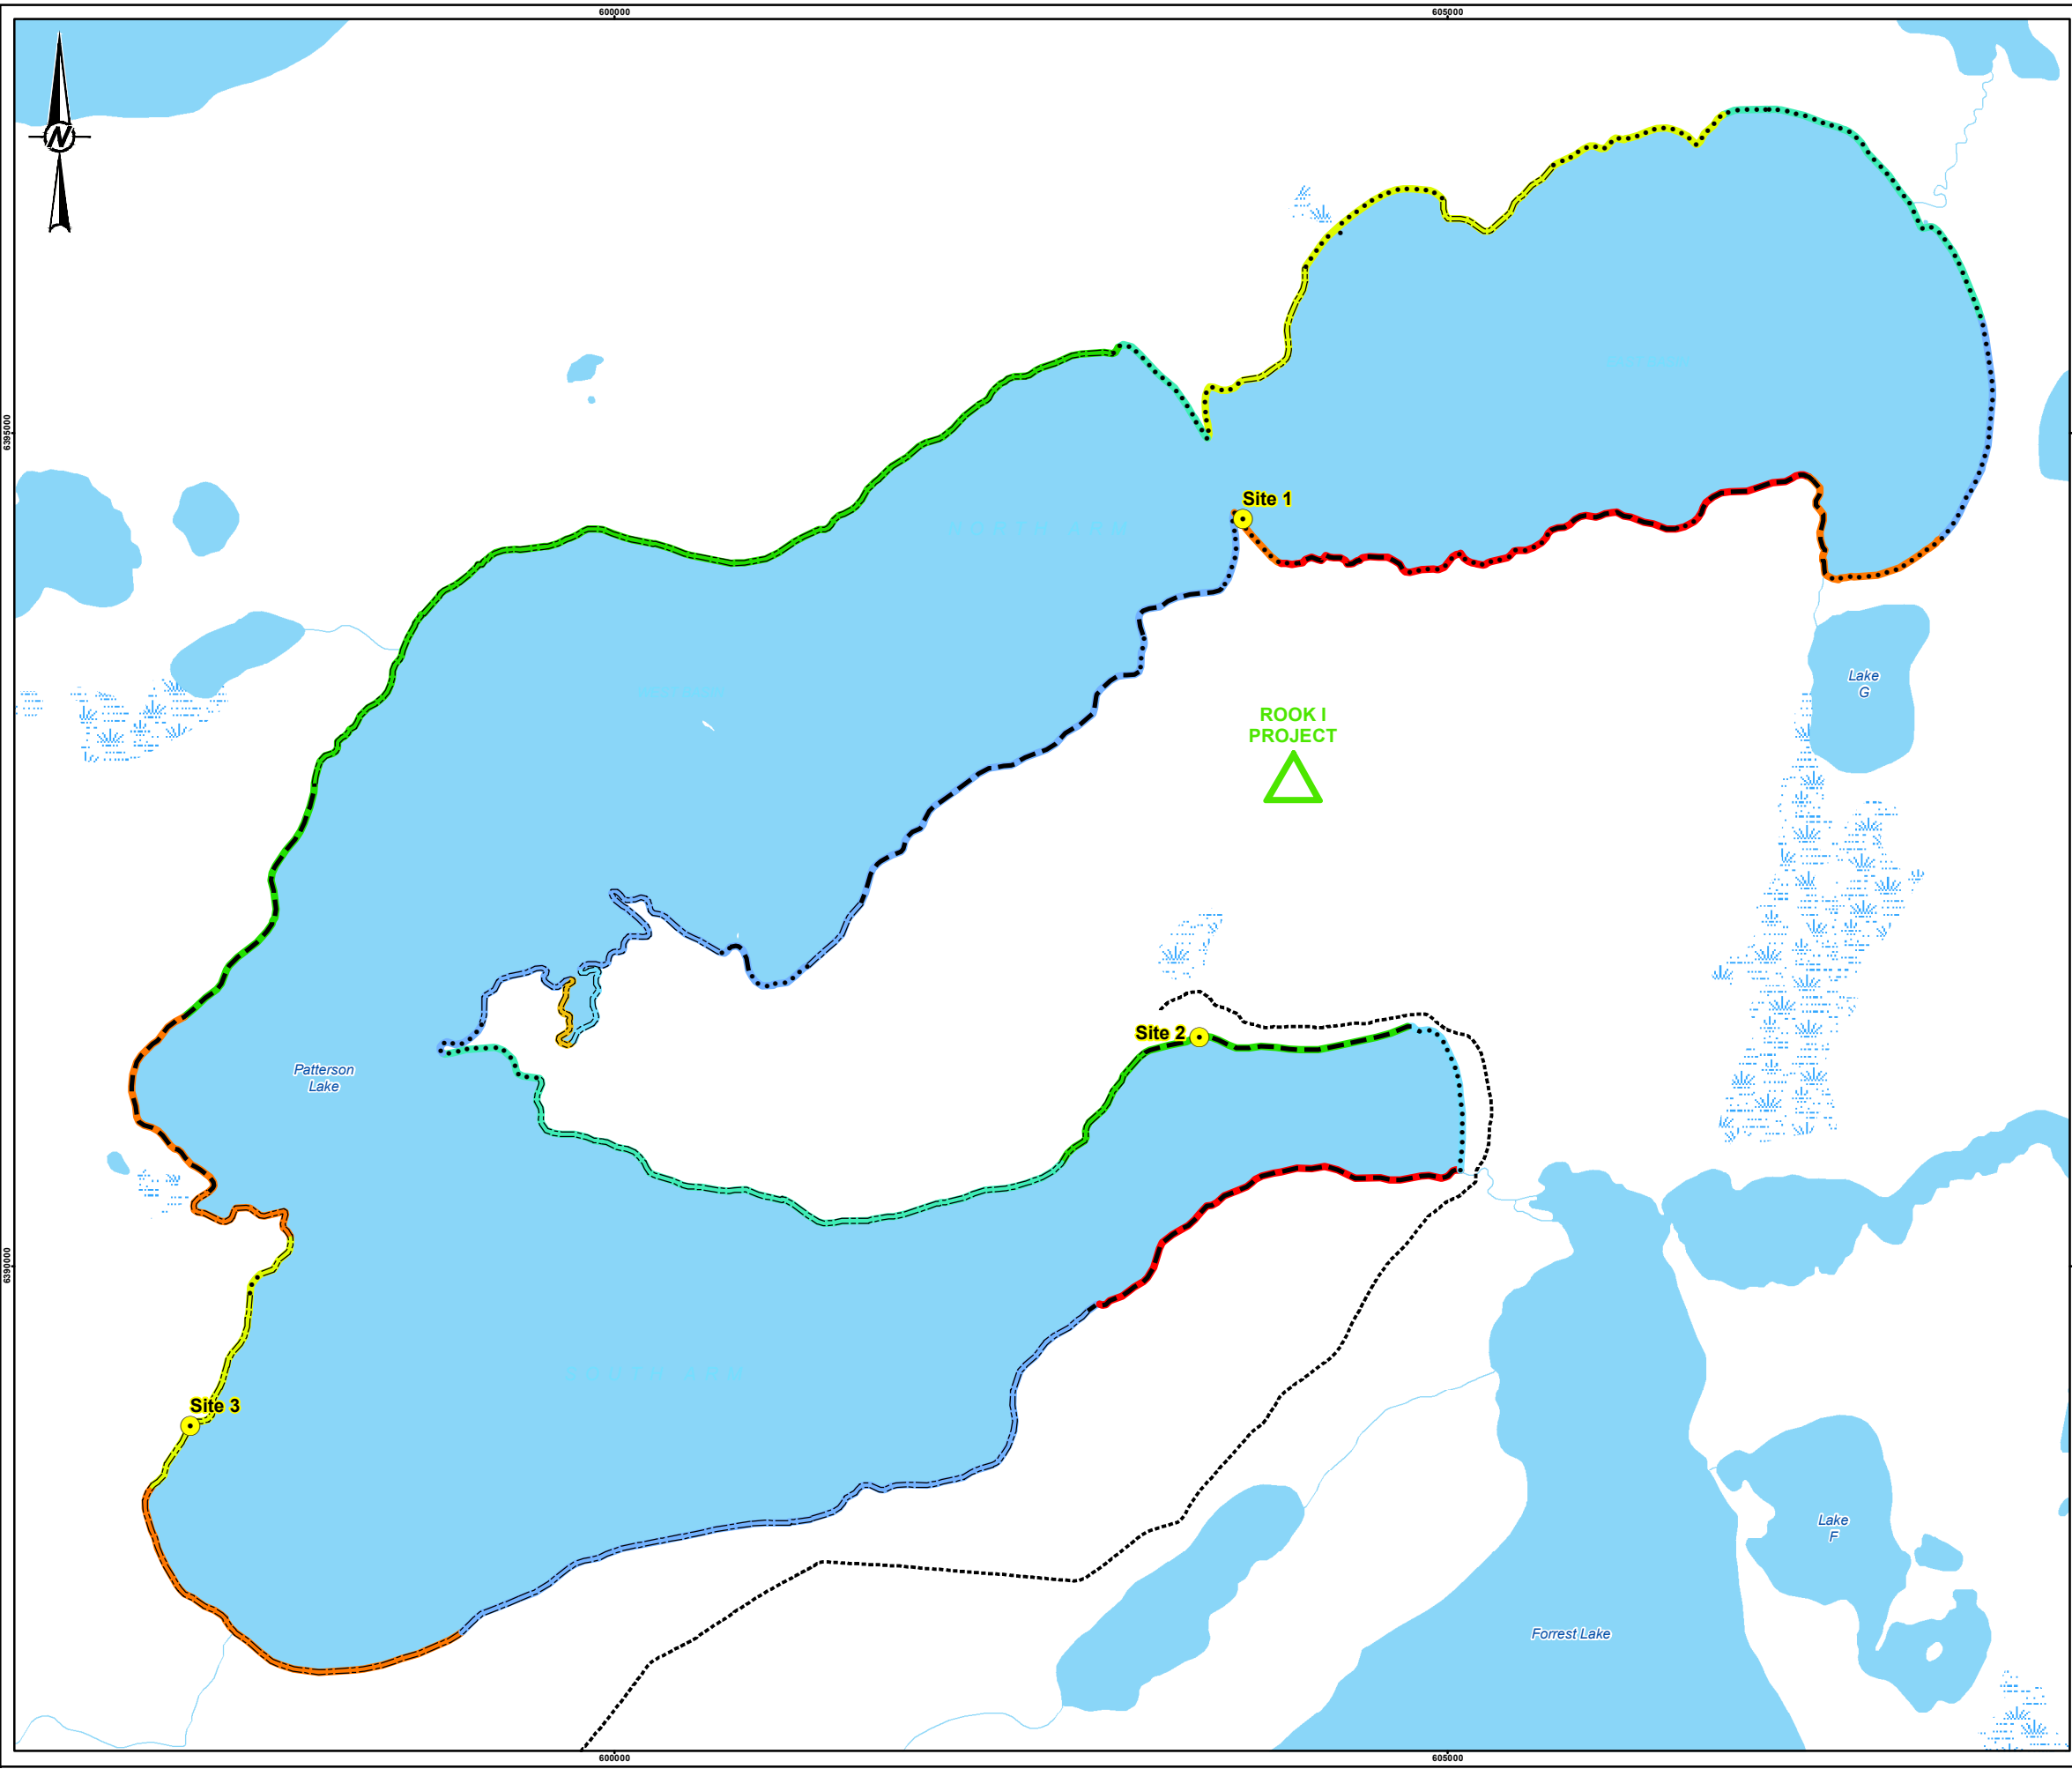 600000
605000
N
6395000
Site 1
Lake
G
ROOK I
PROJECT
Site 2
Patterson
Lake
6390000
Site 3
Lake
F
Forrest Lake
600000
605000